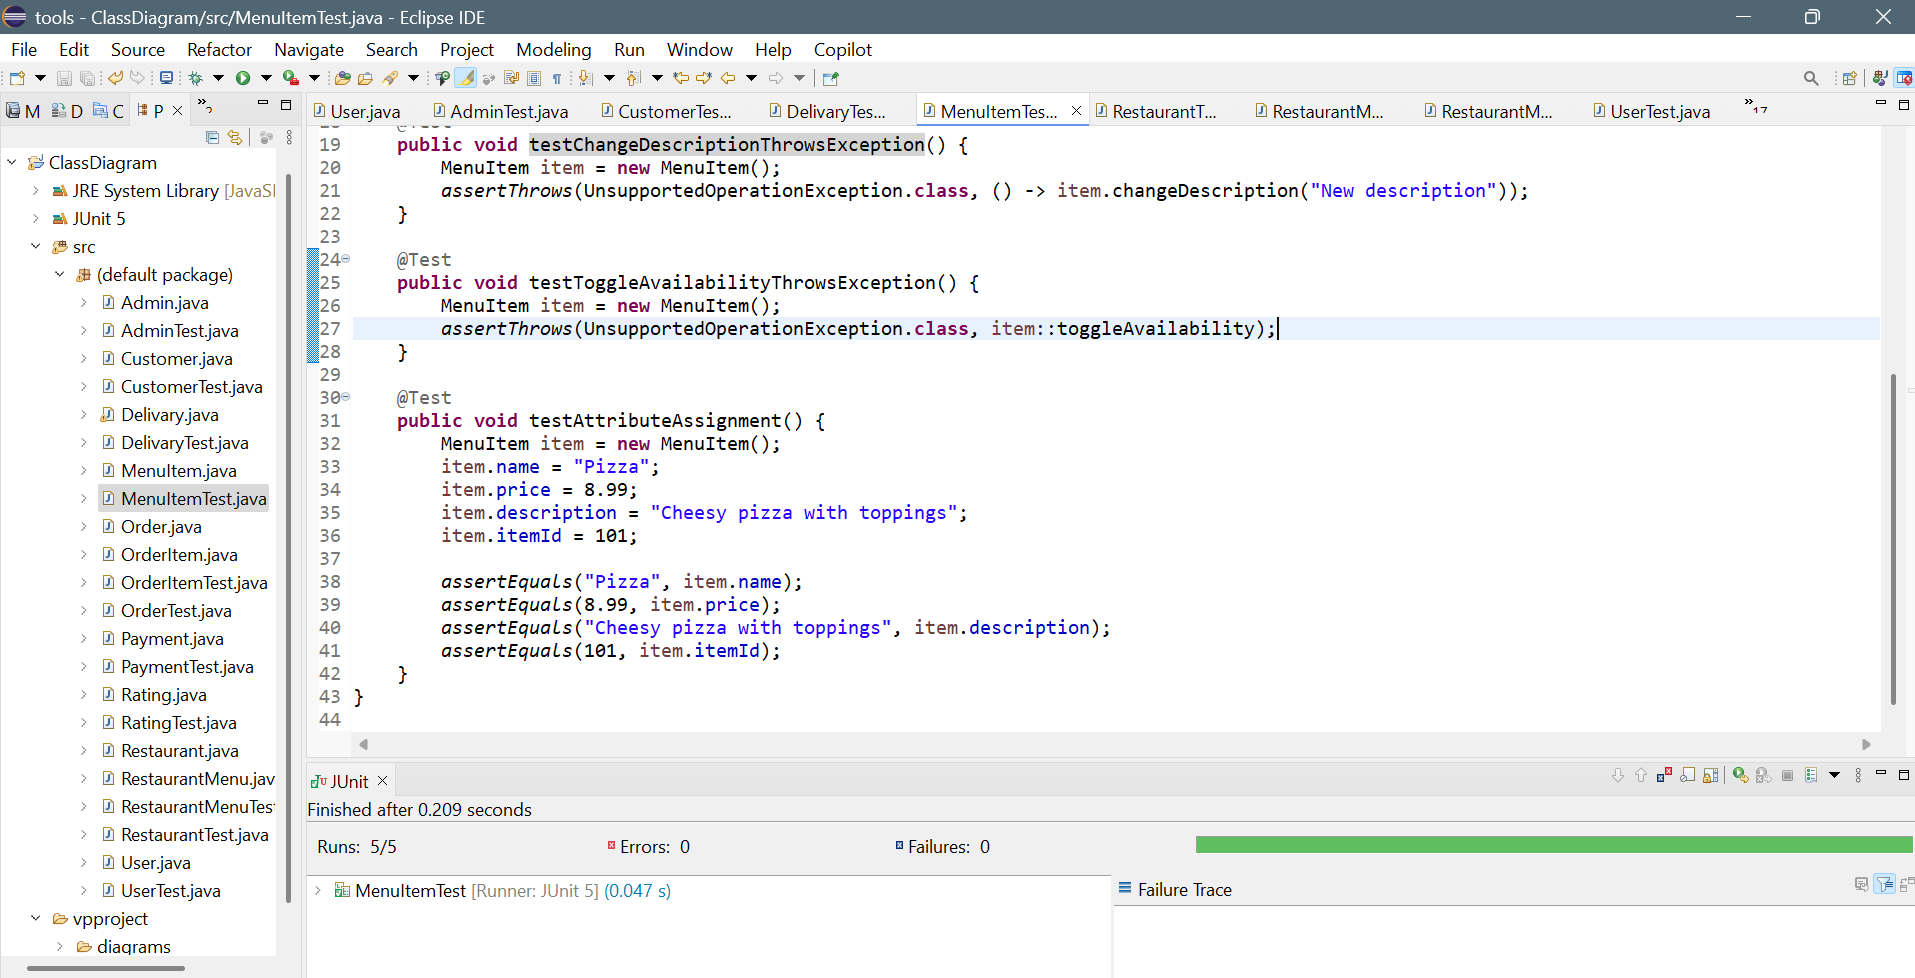 tools - ClassDiagram/src/MenuItemTest.java - Eclipse IDE
File Edit Source Refactor Navigate Search Project Modeling Run Window Help Copilot
M D C P 2
User.java AdminTest.java CustomerTes... DelivaryTes... MenuItemTes... RestaurantT... RestaurantM... RestaurantM... UserTest.java 17
ClassDiagram
JRE System Library [JavaSI
JUnit 5
src
(default package)
Admin.java
AdminTest.java
Customer.java
CustomerTest.java
Delivary.java
DelivaryTest.java
MenuItem.java
MenuItemTest.java
Order.java
OrderItem.java
OrderItemTest.java
OrderTest.java
Payment.java
PaymentTest.java
Rating.java
RatingTest.java
Restaurant.java
RestaurantMenu.jav
RestaurantMenuTes
RestaurantTest.java
User.java
UserTest.java
vpproject
diagrams
19 public void testChangeDescriptionThrowsException() {
20 MenuItem item = new MenuItem();
21 assertThrows(UnsupportedOperationException.class, () -> item.changeDescription("New description"));
22 }
23
24 @Test
25 public void testToggleAvailabilityThrowsException() {
26 MenuItem item = new MenuItem();
27 assertThrows(UnsupportedOperationException.class, item::toggleAvailability);
28 }
29
30 @Test
31 public void testAttributeAssignment() {
32 MenuItem item = new MenuItem();
33 item.name = "Pizza";
34 item.price = 8.99;
35 item.description = "Cheesy pizza with toppings";
36 item.itemId = 101;
37
38 assertEquals("Pizza", item.name);
39 assertEquals(8.99, item.price);
40 assertEquals("Cheesy pizza with toppings", item.description);
41 assertEquals(101, item.itemId);
42 }
43 }
44
JUnit
Finished after 0.209 seconds
Runs: 5/5 Errors: 0 Failures: 0
MenuItemTest [Runner: JUnit 5] (0.047 s)
Failure Trace